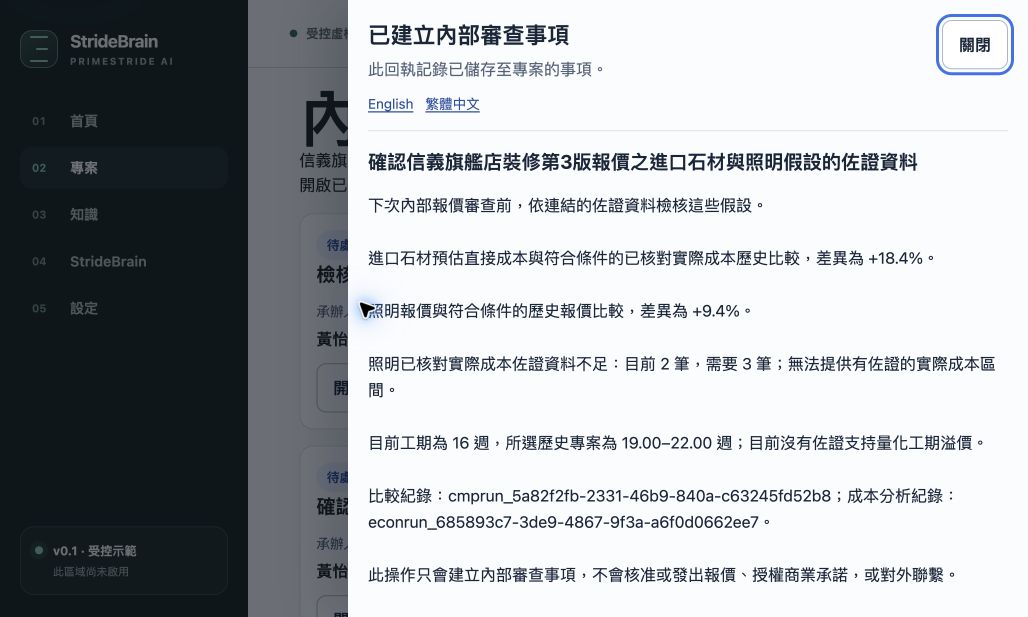 StrideBrain
PRIMESTRIDE AI
01 首頁
02 專案
03 知識
04 StrideBrain
05 設定
v0.1 · 受控示範
此區域尚未啟用
受控虛
內
信義旗
開啟已
待處
檢核
承辦
黃怡
開
待處
確認
承辦
黃怡
已建立內部審查事項
關閉
此回執記錄已儲存至專案的事項。
English 繁體中文
確認信義旗艦店裝修第3版報價之進口石材與照明假設的佐證資料
下次內部報價審查前，依連結的佐證資料檢核這些假設。
進口石材預估直接成本與符合條件的已核對實際成本歷史比較，差異為 +18.4%。
照明報價與符合條件的歷史報價比較，差異為 +9.4%。
照明已核對實際成本佐證資料不足：目前 2 筆，需要 3 筆；無法提供有佐證的實際成本區
間。
目前工期為 16 週，所選歷史專案為 19.00–22.00 週；目前沒有佐證支持量化工期溢價。
比較紀錄：cmprun_5a82f2fb-2331-46b9-840a-c63245fd52b8；成本分析紀錄：
econrun_685893c7-3de9-4867-9f3a-a6f0d0662ee7。
此操作只會建立內部審查事項，不會核准或發出報價、授權商業承諾，或對外聯繫。